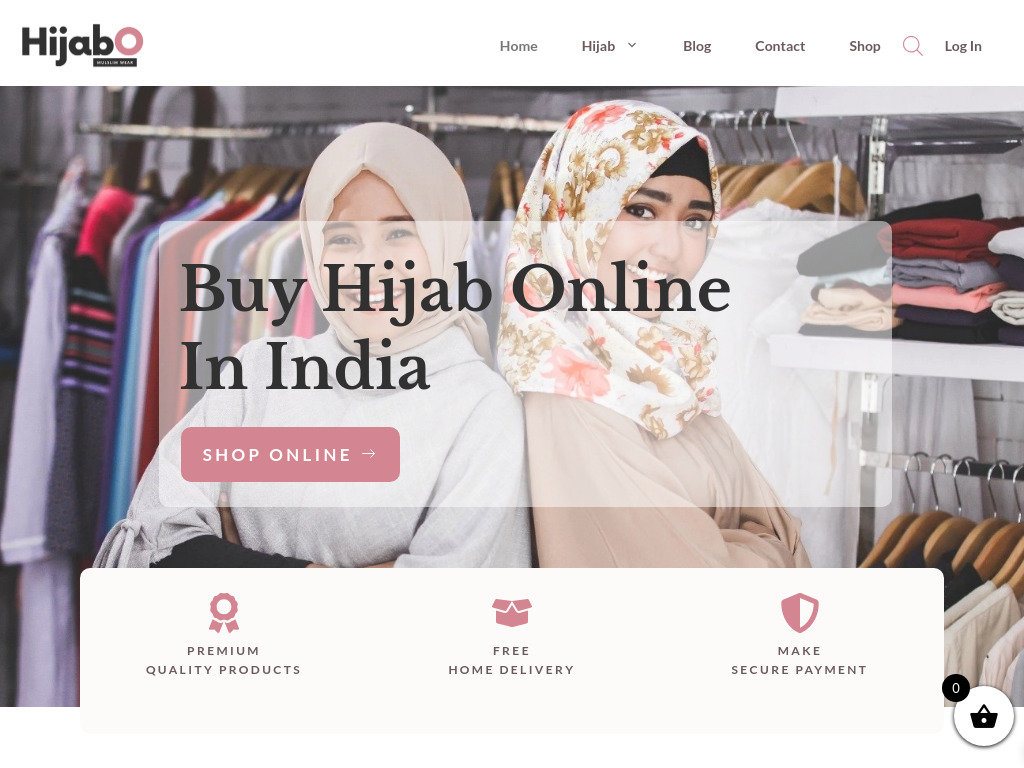 Hijabo
MUSLIM WEAR
Home
Hijab
Blog
Contact
Shop
Log In
Buy Hijab Online
In India
SHOP ONLINE
PREMIUM
QUALITY PRODUCTS
FREE
HOME DELIVERY
MAKE
SECURE PAYMENT
0